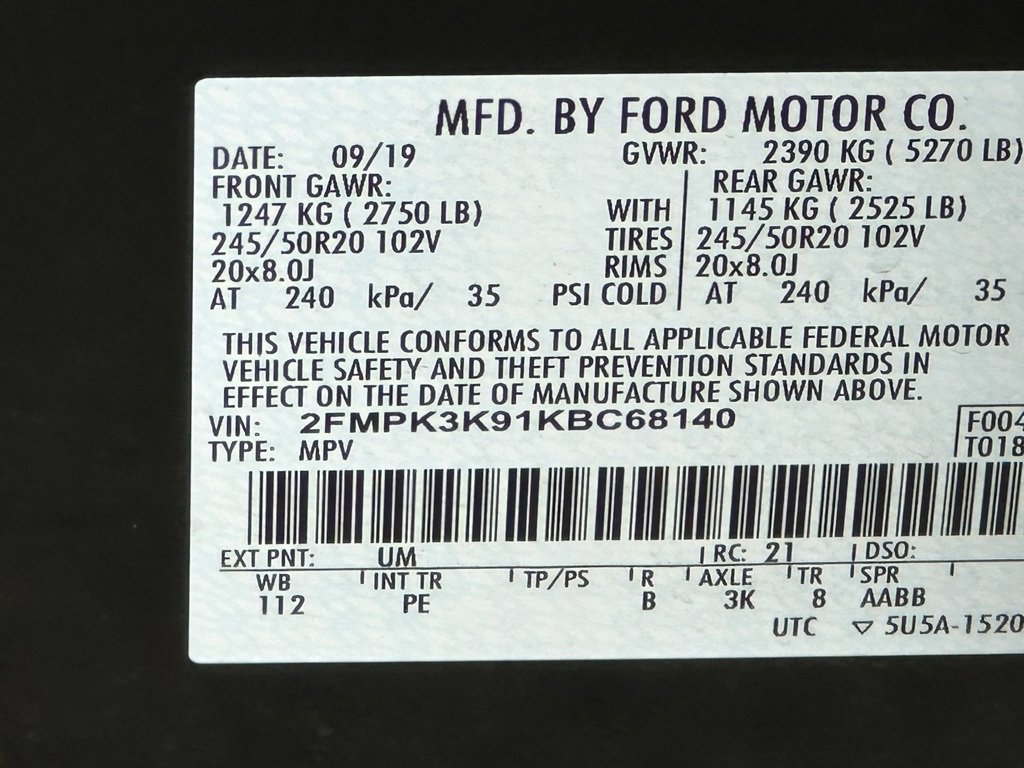 MFD. BY FORD MOTOR CO.
DATE: 09/19 GVWR: 2390 KG ( 5270 LB)
FRONT GAWR: REAR GAWR:
1247 KG ( 2750 LB) WITH 1145 KG ( 2525 LB)
245/50R20 102V TIRES 245/50R20 102V
20x8.0J RIMS 20x8.0J
AT 240 kPa/ 35 PSI COLD AT 240 kPa/ 35
THIS VEHICLE CONFORMS TO ALL APPLICABLE FEDERAL MOTOR
VEHICLE SAFETY AND THEFT PREVENTION STANDARDS IN
EFFECT ON THE DATE OF MANUFACTURE SHOWN ABOVE.
VIN: 2FMPK3K91KBC68140 F004
TYPE: MPV T018
EXT PNT: UM RC: 21 DSO:
WB INT TR TP/PS R AXLE TR SPR
112 PE B 3K 8 AABB
UTC ▽ 5U5A-1520